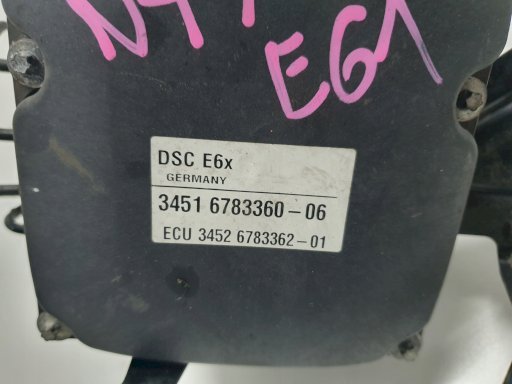 E61
DSC E6x
GERMANY
3451 6783360-06
ECU 3452 6783362-01